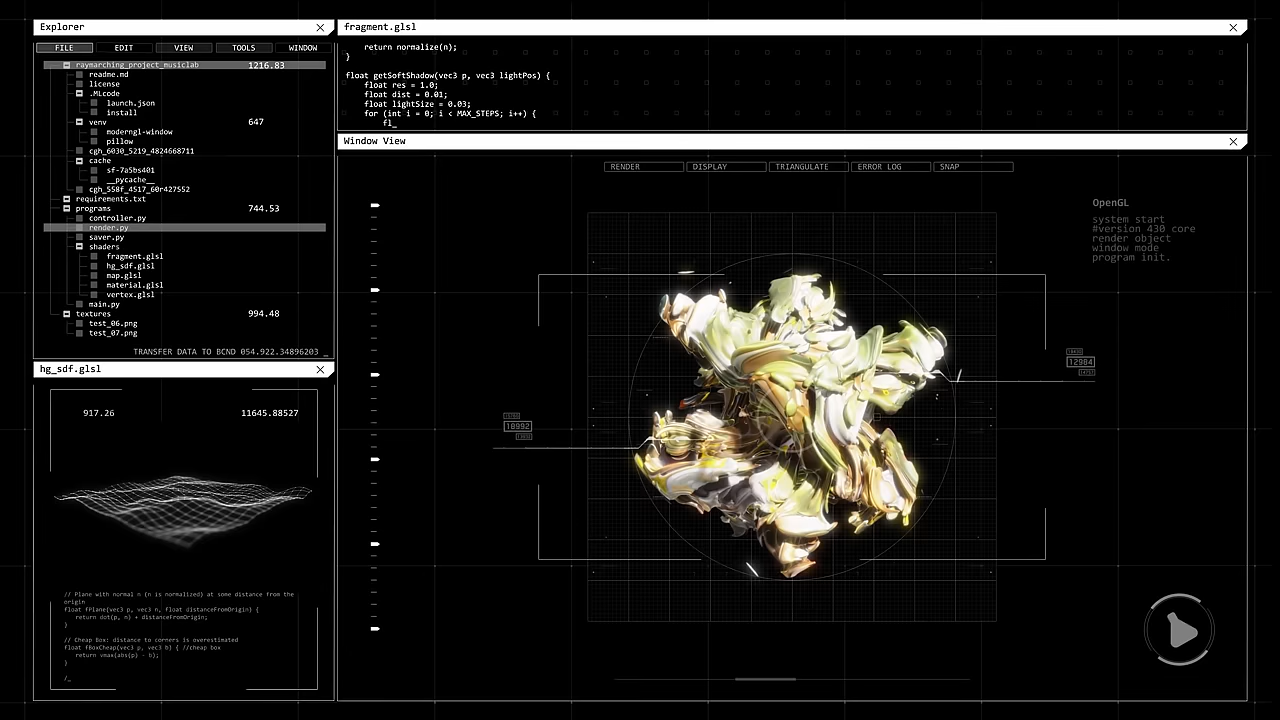 Explorer
FILE EDIT VIEW TOOLS WINDOW
raymarching_project_musiclab 1216.83
readme.md
license
.MLcode
launch.json
install
venv 647
moderngl-window
pillow
cgh_6030_5219_4824668711
cache
sf-7a5bs401
__pycache__
cgh_558f_4517_60r427552
requirements.txt
programs 744.53
controller.py
render.py
saver.py
shaders
fragment.glsl
hg_sdf.glsl
map.glsl
material.glsl
vertex.glsl
main.py
textures 994.48
test_06.png
test_07.png
TRANSFER DATA TO BCND 054.922.34896203 _
hg_sdf.glsl
917.26 11645.88527
// Plane with normal n (n is normalized) at some distance from the
origin
float fPlane(vec3 p, vec3 n, float distanceFromOrigin) {
return dot(p, n) + distanceFromOrigin;
}
// Cheap Box: distance to corners is overestimated
float fBoxCheap(vec3 p, vec3 b) { //cheap box
return vmax(abs(p) - b);
}
/_
fragment.glsl
return normalize(n);
}
float getSoftShadow(vec3 p, vec3 lightPos) {
float res = 1.0;
float dist = 0.01;
float lightSize = 0.03;
for (int i = 0; i < MAX_STEPS; i++) {
fl_
Window View
RENDER DISPLAY TRIANGULATE ERROR LOG SNAP
OpenGL
system start
#version 430 core
render object
window mode
program init.
12984
10992